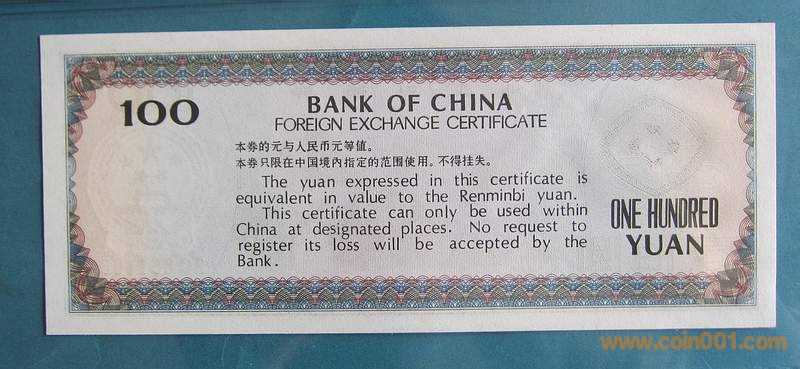 100
BANK OF CHINA
FOREIGN EXCHANGE CERTIFICATE
本券的元与人民币元等值。
本券只限在中国境内指定的范围使用。不得挂失。
The yuan expressed in this certificate is
equivalent in value to the Renminbi yuan.
This certificate can only be used within
China at designated places. No request to
register its loss will be accepted by the
Bank.
ONE HUNDRED
YUAN
www.coin001.com